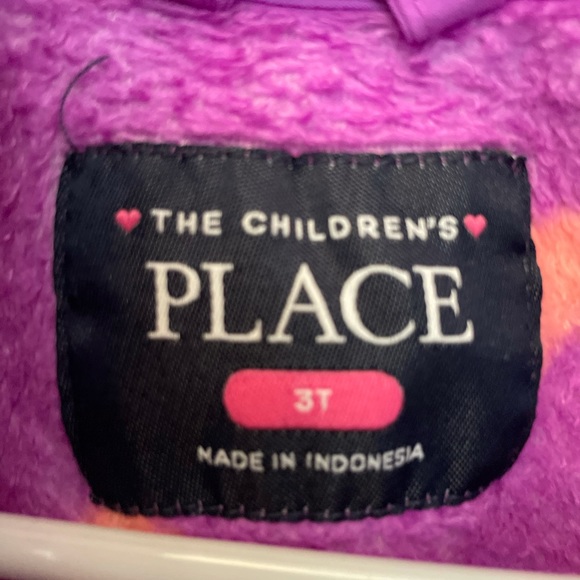 THE CHILDREN'S
PLACE
3T
MADE IN INDONESIA